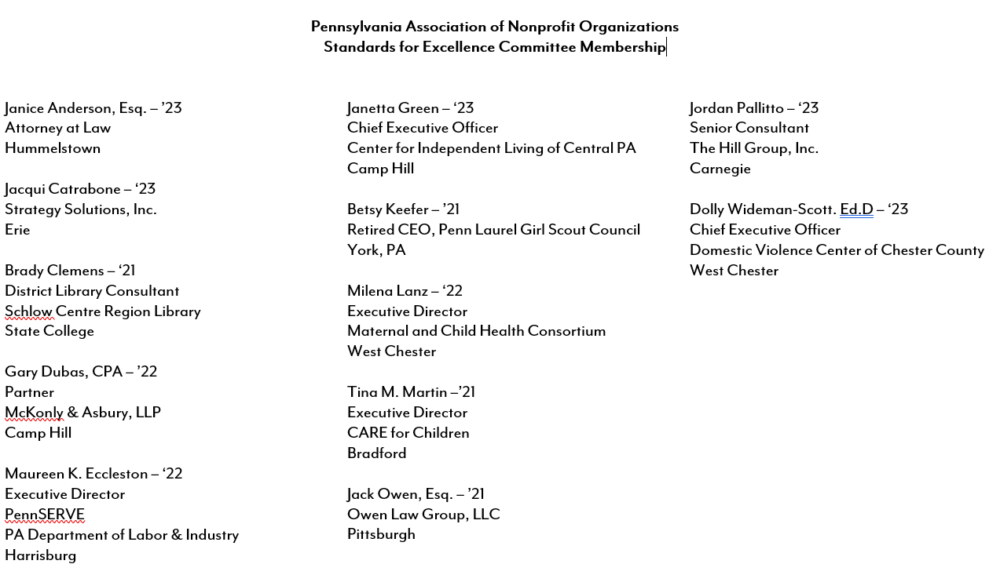 Pennsylvania Association of Nonprofit Organizations
Standards for Excellence Committee Membership
Janice Anderson, Esq. – ’23
Attorney at Law
Hummelstown
Jacqui Catrabone – ‘23
Strategy Solutions, Inc.
Erie
Brady Clemens – ‘21
District Library Consultant
Schlow Centre Region Library
State College
Gary Dubas, CPA – ’22
Partner
McKonly & Asbury, LLP
Camp Hill
Maureen K. Eccleston – ‘22
Executive Director
PennSERVE
PA Department of Labor & Industry
Harrisburg
Janetta Green – ‘23
Chief Executive Officer
Center for Independent Living of Central PA
Camp Hill
Betsy Keefer – ’21
Retired CEO, Penn Laurel Girl Scout Council
York, PA
Milena Lanz – ‘22
Executive Director
Maternal and Child Health Consortium
West Chester
Tina M. Martin –’21
Executive Director
CARE for Children
Bradford
Jack Owen, Esq. – ’21
Owen Law Group, LLC
Pittsburgh
Jordan Pallitto – ‘23
Senior Consultant
The Hill Group, Inc.
Carnegie
Dolly Wideman-Scott. Ed.D – ‘23
Chief Executive Officer
Domestic Violence Center of Chester County
West Chester